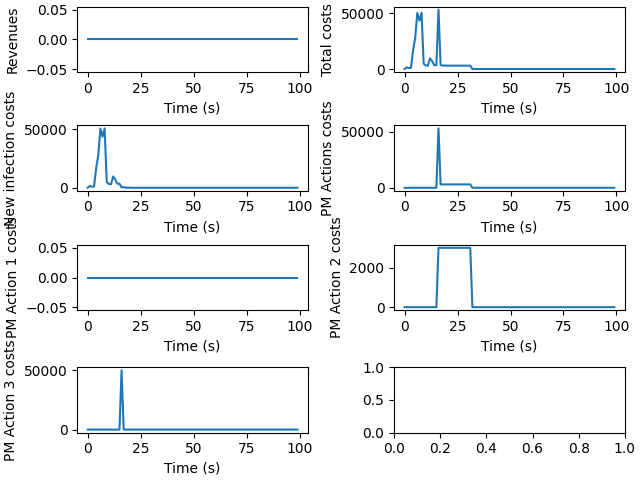 Revenues
0.05
0.00
−0.05
0 25 50 75 100
Time (s)
Total costs
50000
0
0 25 50 75 100
Time (s)
New infection costs
50000
0
0 25 50 75 100
Time (s)
PM Actions costs
50000
0
0 25 50 75 100
Time (s)
PM Action 1 costs
0.05
0.00
−0.05
0 25 50 75 100
Time (s)
PM Action 2 costs
2000
0
0 25 50 75 100
Time (s)
PM Action 3 costs
50000
0
0 25 50 75 100
Time (s)
1.0
0.5
0.0
0.0 0.2 0.4 0.6 0.8 1.0